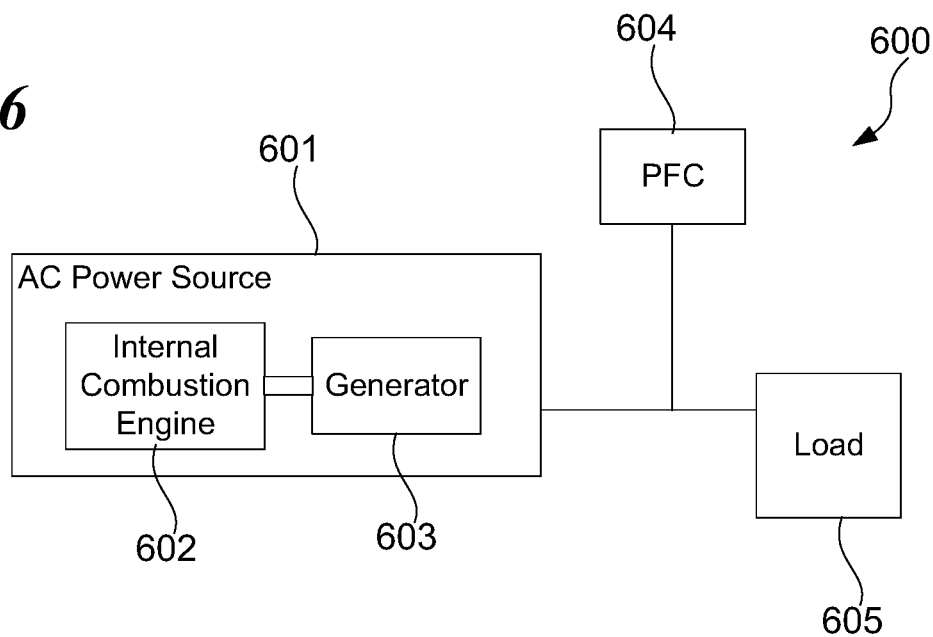 6
604
600
601
PFC
AC Power Source
Internal
Combustion
Engine
Generator
Load
602
603
605